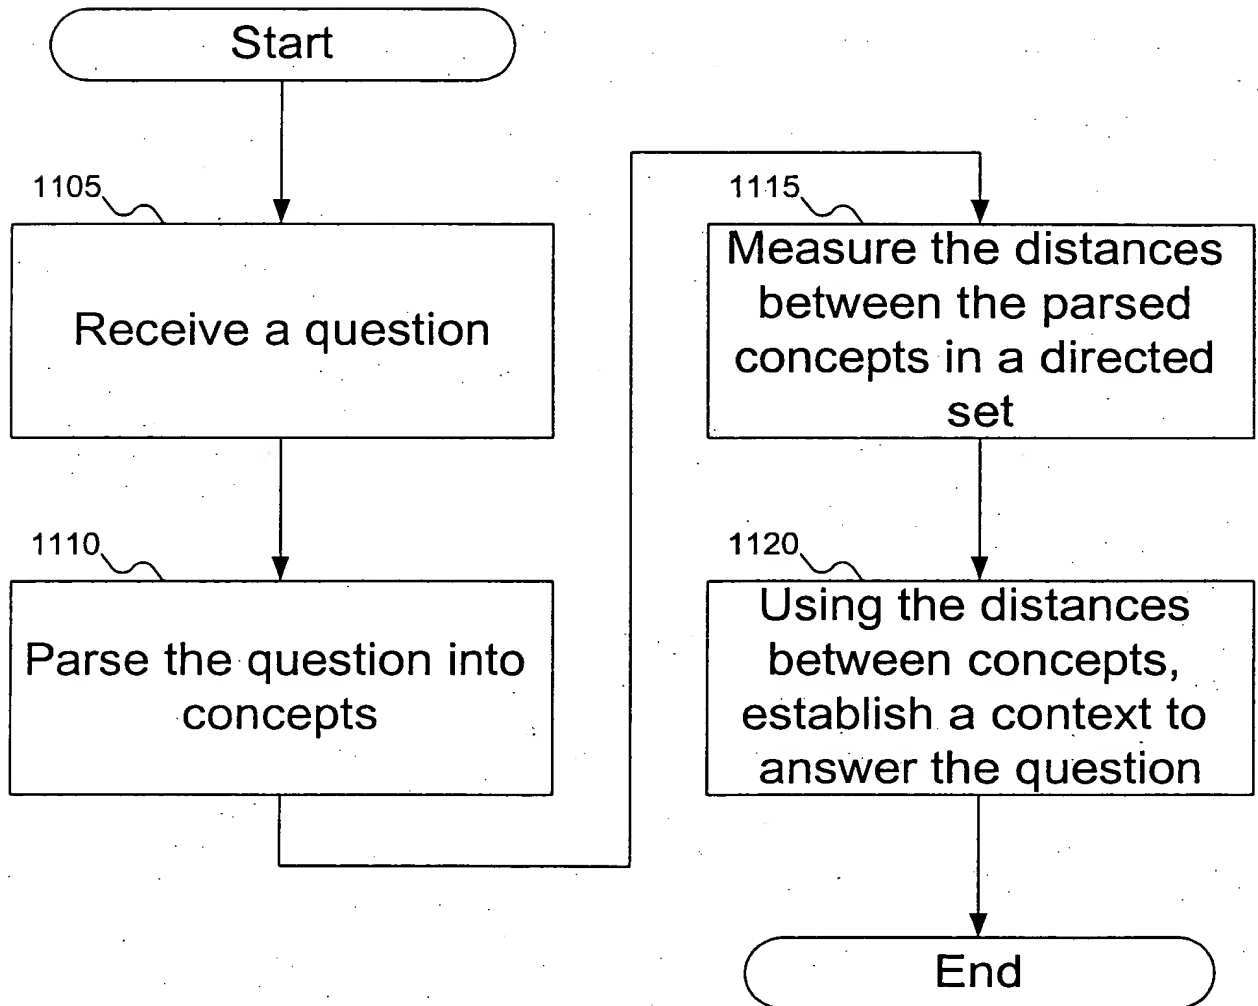 Start
1105
Receive a question
1110
Parse the question into
concepts
1115
Measure the distances
between the parsed
concepts in a directed
set
1120
Using the distances
between concepts,
establish a context to
answer the question
End